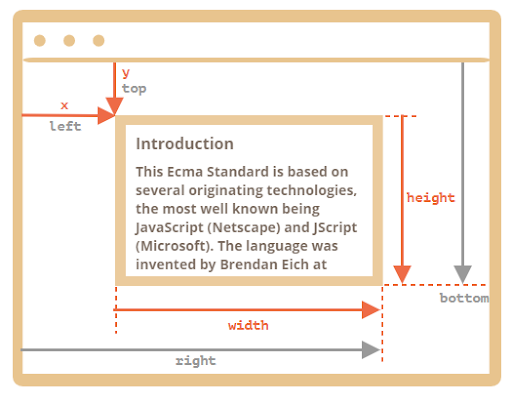 y
top
x
left
Introduction
This Ecma Standard is based on
several originating technologies,
the most well known being
JavaScript (Netscape) and JScript
(Microsoft). The language was
invented by Brendan Eich at
height
bottom
width
right